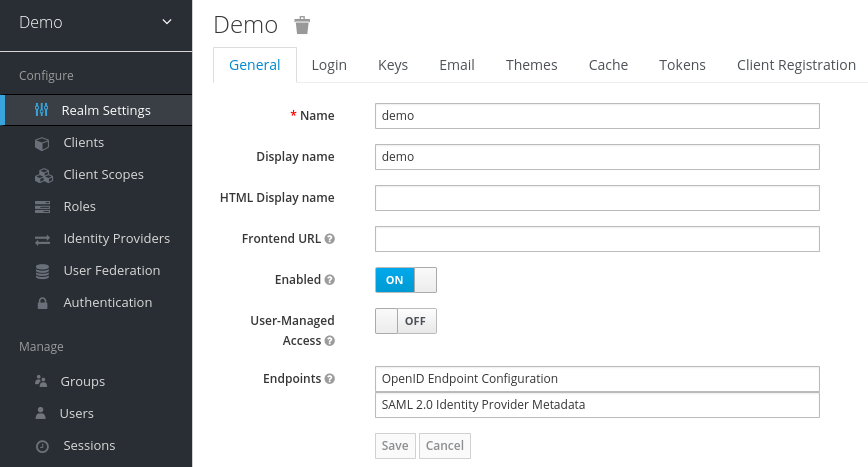 Demo
Configure
Realm Settings
Clients
Client Scopes
Roles
Identity Providers
User Federation
Authentication
Manage
Groups
Users
Sessions
Demo
General Login Keys Email Themes Cache Tokens Client Registration
* Name demo
Display name demo
HTML Display name
Frontend URL ?
Enabled ? ON
User-Managed
Access ? OFF
Endpoints ? OpenID Endpoint Configuration
SAML 2.0 Identity Provider Metadata
Save Cancel